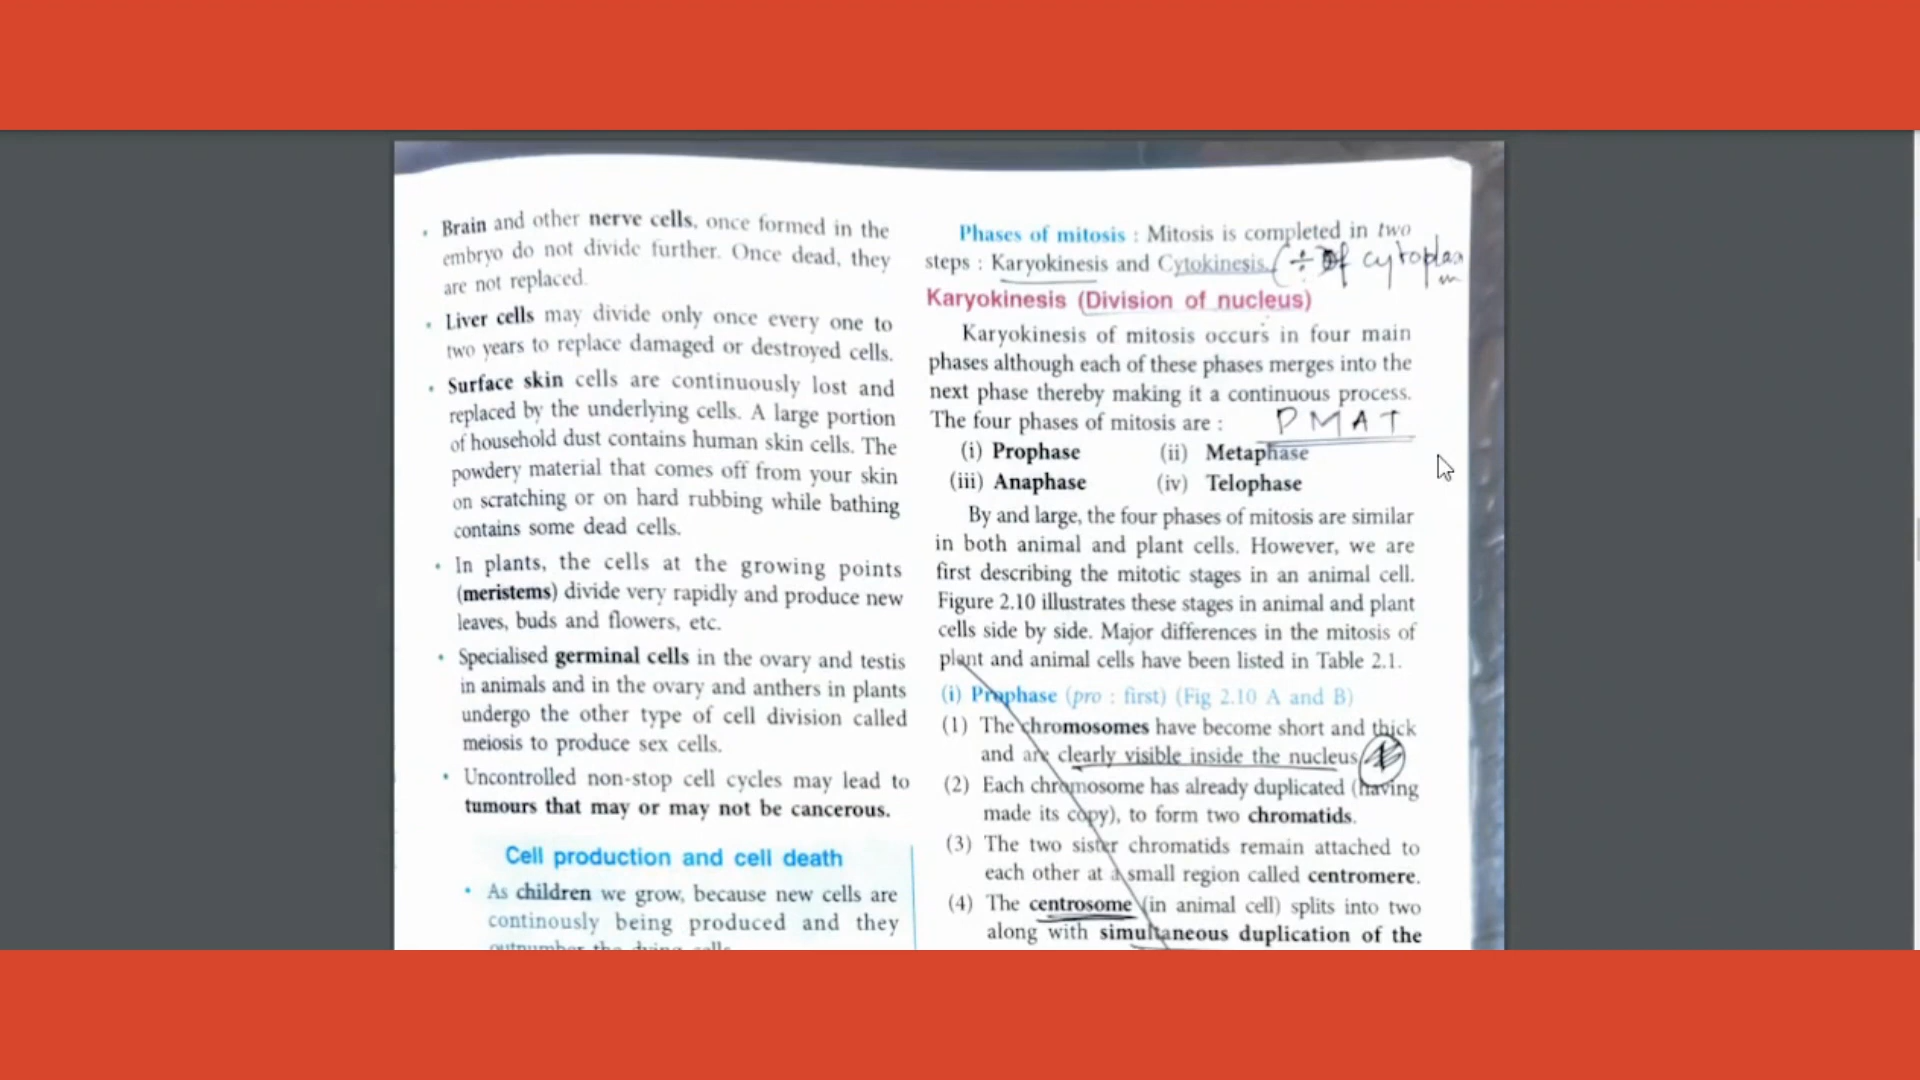 Brain and other nerve cells, once formed in the
embryo do not divide further. Once dead, they
are not replaced.
Liver cells may divide only once every one to
two years to replace damaged or destroyed cells.
Surface skin cells are continuously lost and
replaced by the underlying cells. A large portion
of household dust contains human skin cells. The
powdery material that comes off from your skin
on scratching or on hard rubbing while bathing
contains some dead cells.
In plants, the cells at the growing points
(meristems) divide very rapidly and produce new
leaves, buds and flowers, etc.
Specialised germinal cells in the ovary and testis
in animals and in the ovary and anthers in plants
undergo the other type of cell division called
meiosis to produce sex cells.
Uncontrolled non-stop cell cycles may lead to
tumours that may or may not be cancerous.
Cell production and cell death
As children we grow, because new cells are
continously being produced and they
outnumber the dying cells
Phases of mitosis : Mitosis is completed in two
steps : Karyokinesis and Cytokinesis. (÷ of cytoplasm
Karyokinesis (Division of nucleus)
Karyokinesis of mitosis occurs in four main
phases although each of these phases merges into the
next phase thereby making it a continuous process.
The four phases of mitosis are : PMAT
(i) Prophase (ii) Metaphase
(iii) Anaphase (iv) Telophase
By and large, the four phases of mitosis are similar
in both animal and plant cells. However, we are
first describing the mitotic stages in an animal cell.
Figure 2.10 illustrates these stages in animal and plant
cells side by side. Major differences in the mitosis of
plant and animal cells have been listed in Table 2.1.
(i) Prophase (pro : first) (Fig 2.10 A and B)
(1) The chromosomes have become short and thick
and are clearly visible inside the nucleus
(2) Each chromosome has already duplicated (having
made its copy), to form two chromatids.
(3) The two sister chromatids remain attached to
each other at a small region called centromere.
(4) The centrosome (in animal cell) splits into two
along with simultaneous duplication of the